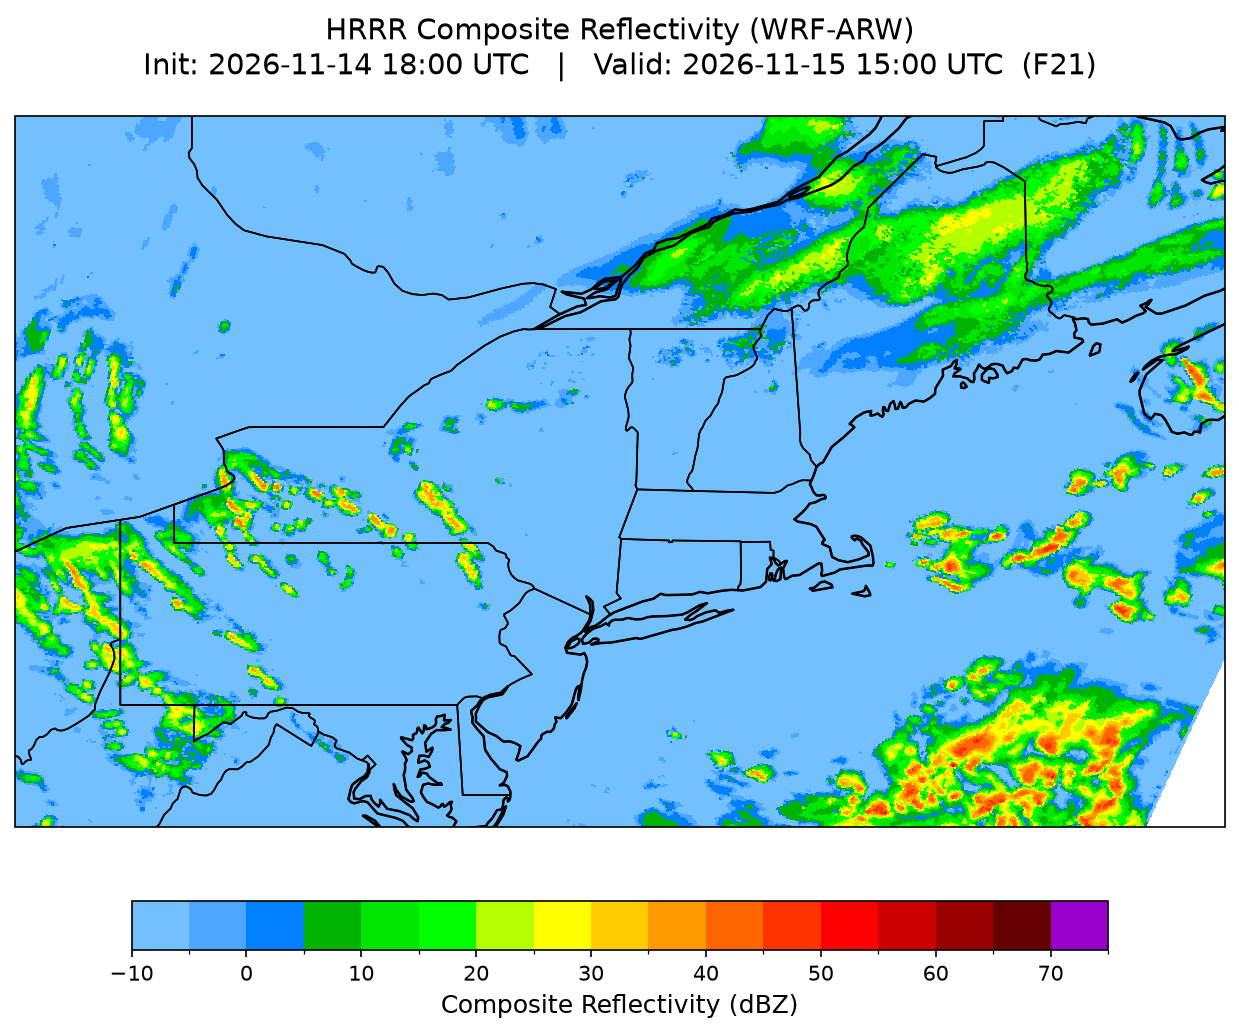 HRRR Composite Reflectivity (WRF-ARW)
Init: 2026-11-14 18:00 UTC   |   Valid: 2026-11-15 15:00 UTC  (F21)
−10 0 10 20 30 40 50 60 70
Composite Reflectivity (dBZ)